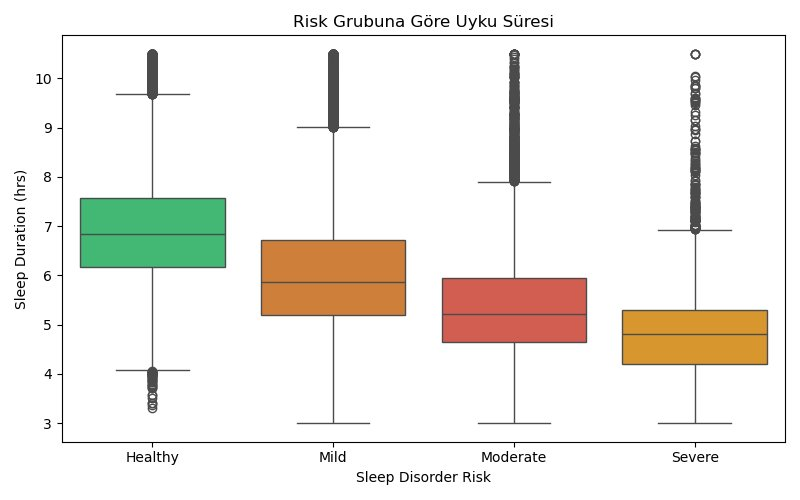 Risk Grubuna Göre Uyku Süresi
Sleep Duration (hrs)
10
9
8
7
6
5
4
3
Healthy Mild Moderate Severe
Sleep Disorder Risk